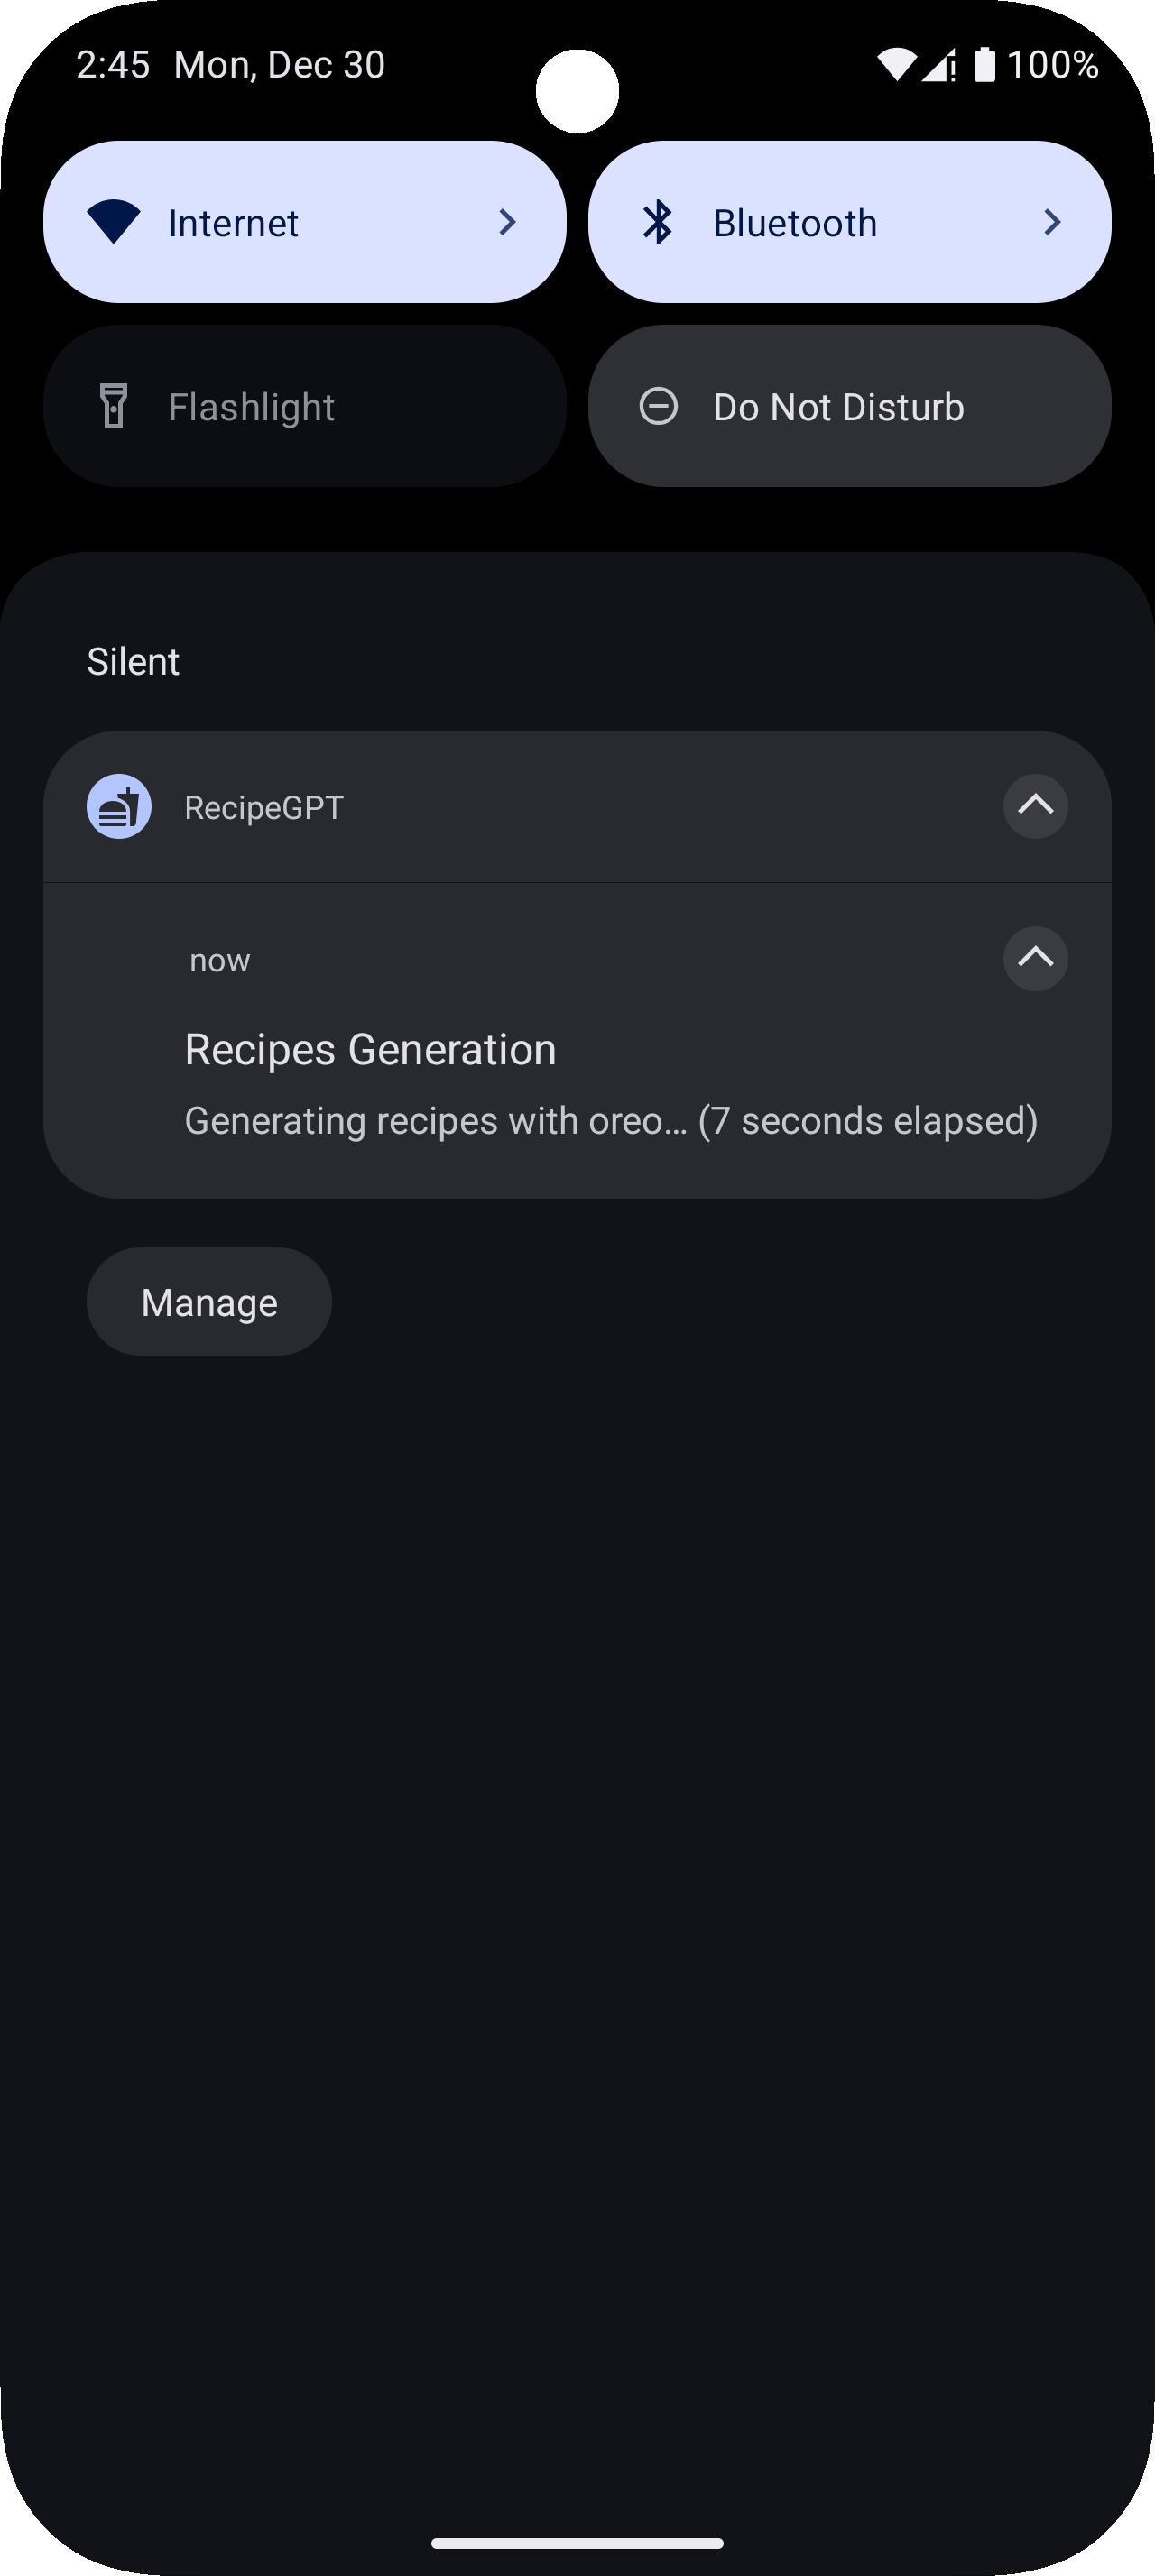 2:45 Mon, Dec 30 100%
Internet
Bluetooth
Flashlight
Do Not Disturb
Silent
RecipeGPT
now
Recipes Generation
Generating recipes with oreo... (7 seconds elapsed)
Manage